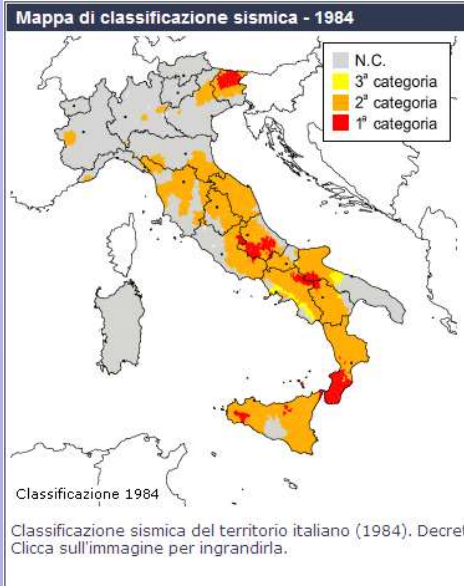 Mappa di classificazione sismica - 1984
N.C.
3ª categoria
2ª categoria
1ª categoria
Classificazione 1984
Classificazione sismica del territorio italiano (1984). Decret
Clicca sull'immagine per ingrandirla.